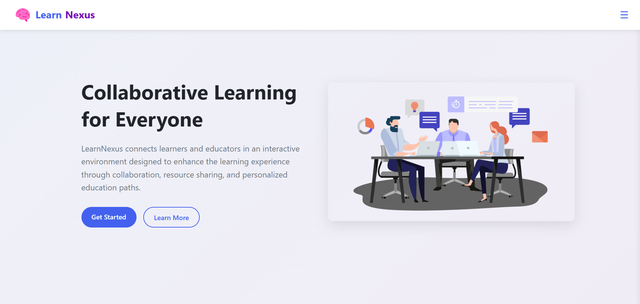 Learn Nexus
Collaborative Learning
for Everyone
LearnNexus connects learners and educators in an interactive
environment designed to enhance the learning experience
through collaboration, resource sharing, and personalized
education paths.
Get Started
Learn More